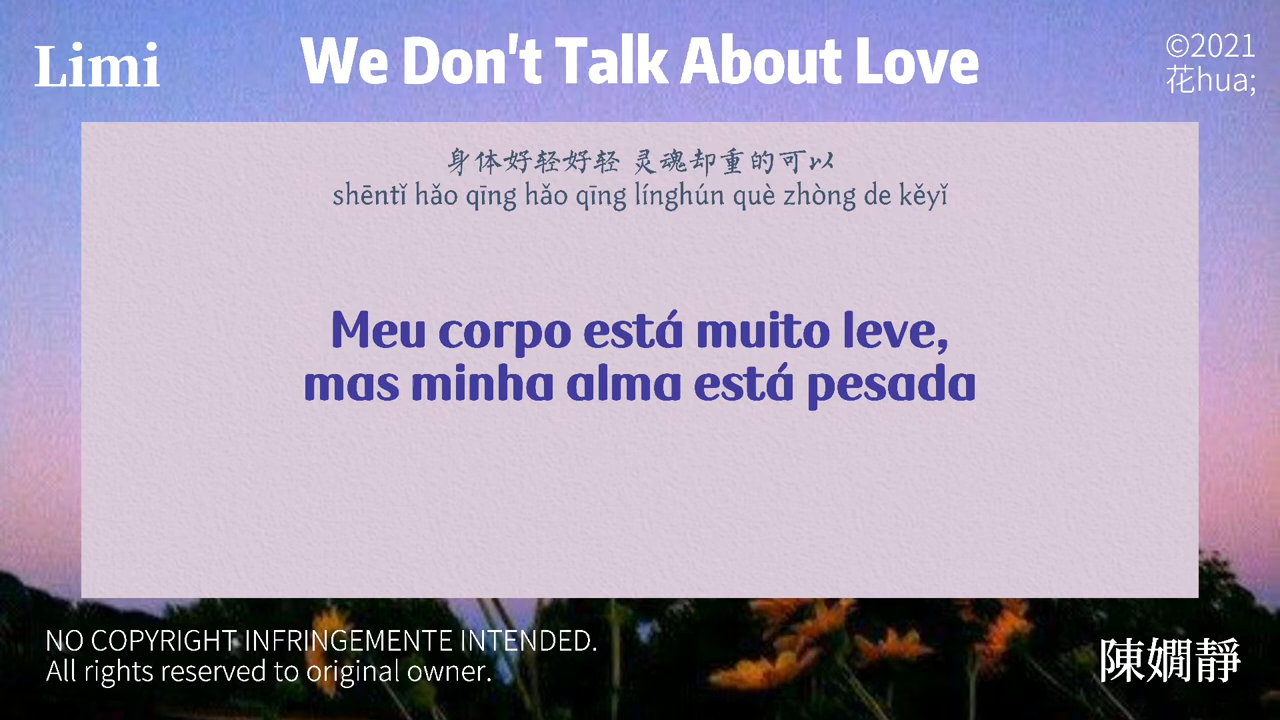 Limi
We Don't Talk About Love
©2021
花hua;
身体好轻好轻 灵魂却重的可以
shēntǐ hǎo qīng hǎo qīng línghún què zhòng de kěyǐ
Meu corpo está muito leve,
mas minha alma está pesada
NO COPYRIGHT INFRINGEMENTE INTENDED.
All rights reserved to original owner.
陳嫺靜